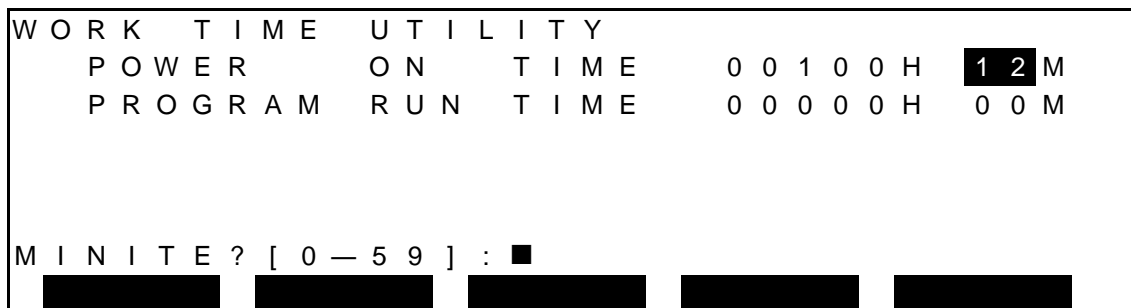 WORK TIME UTILITY
POWER ON TIME 00100H 12M
PROGRAM RUN TIME 00000H 00M
MINITE?[0—59]:■